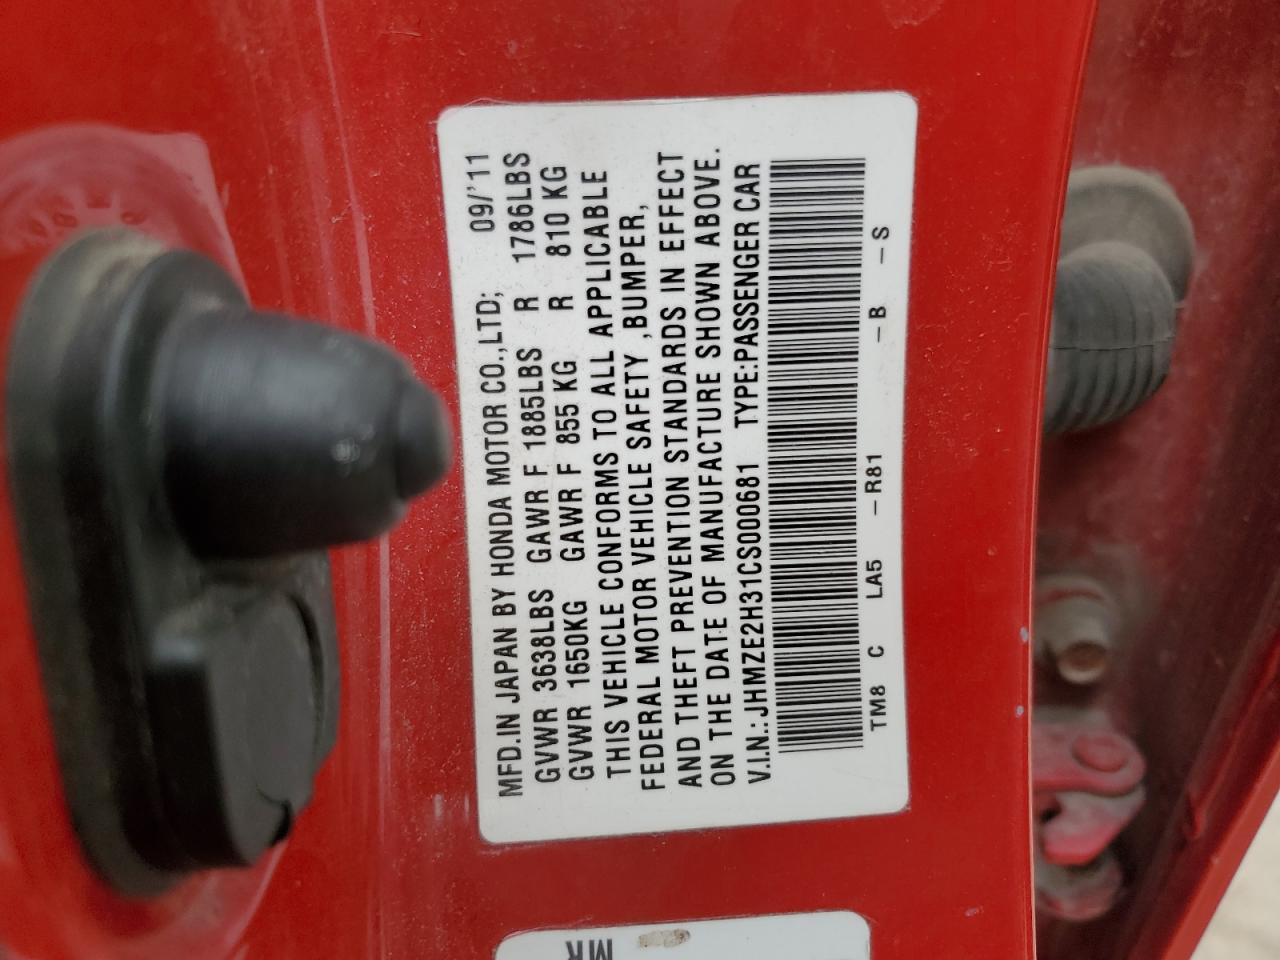 MFD.IN JAPAN BY HONDA MOTOR CO.,LTD; 09/'11
GVWR 3638LBS GAWR F 1885LBS R 1786LBS
GVWR 1650KG GAWR F 855 KG R 810 KG
THIS VEHICLE CONFORMS TO ALL APPLICABLE
FEDERAL MOTOR VEHICLE SAFETY ,BUMPER,
AND THEFT PREVENTION STANDARDS IN EFFECT
ON THE DATE OF MANUFACTURE SHOWN ABOVE.
V.I.N.: JHMZE2H31CS000681 TYPE:PASSENGER CAR
TM8 C LA5 –R81 –B –S
MR